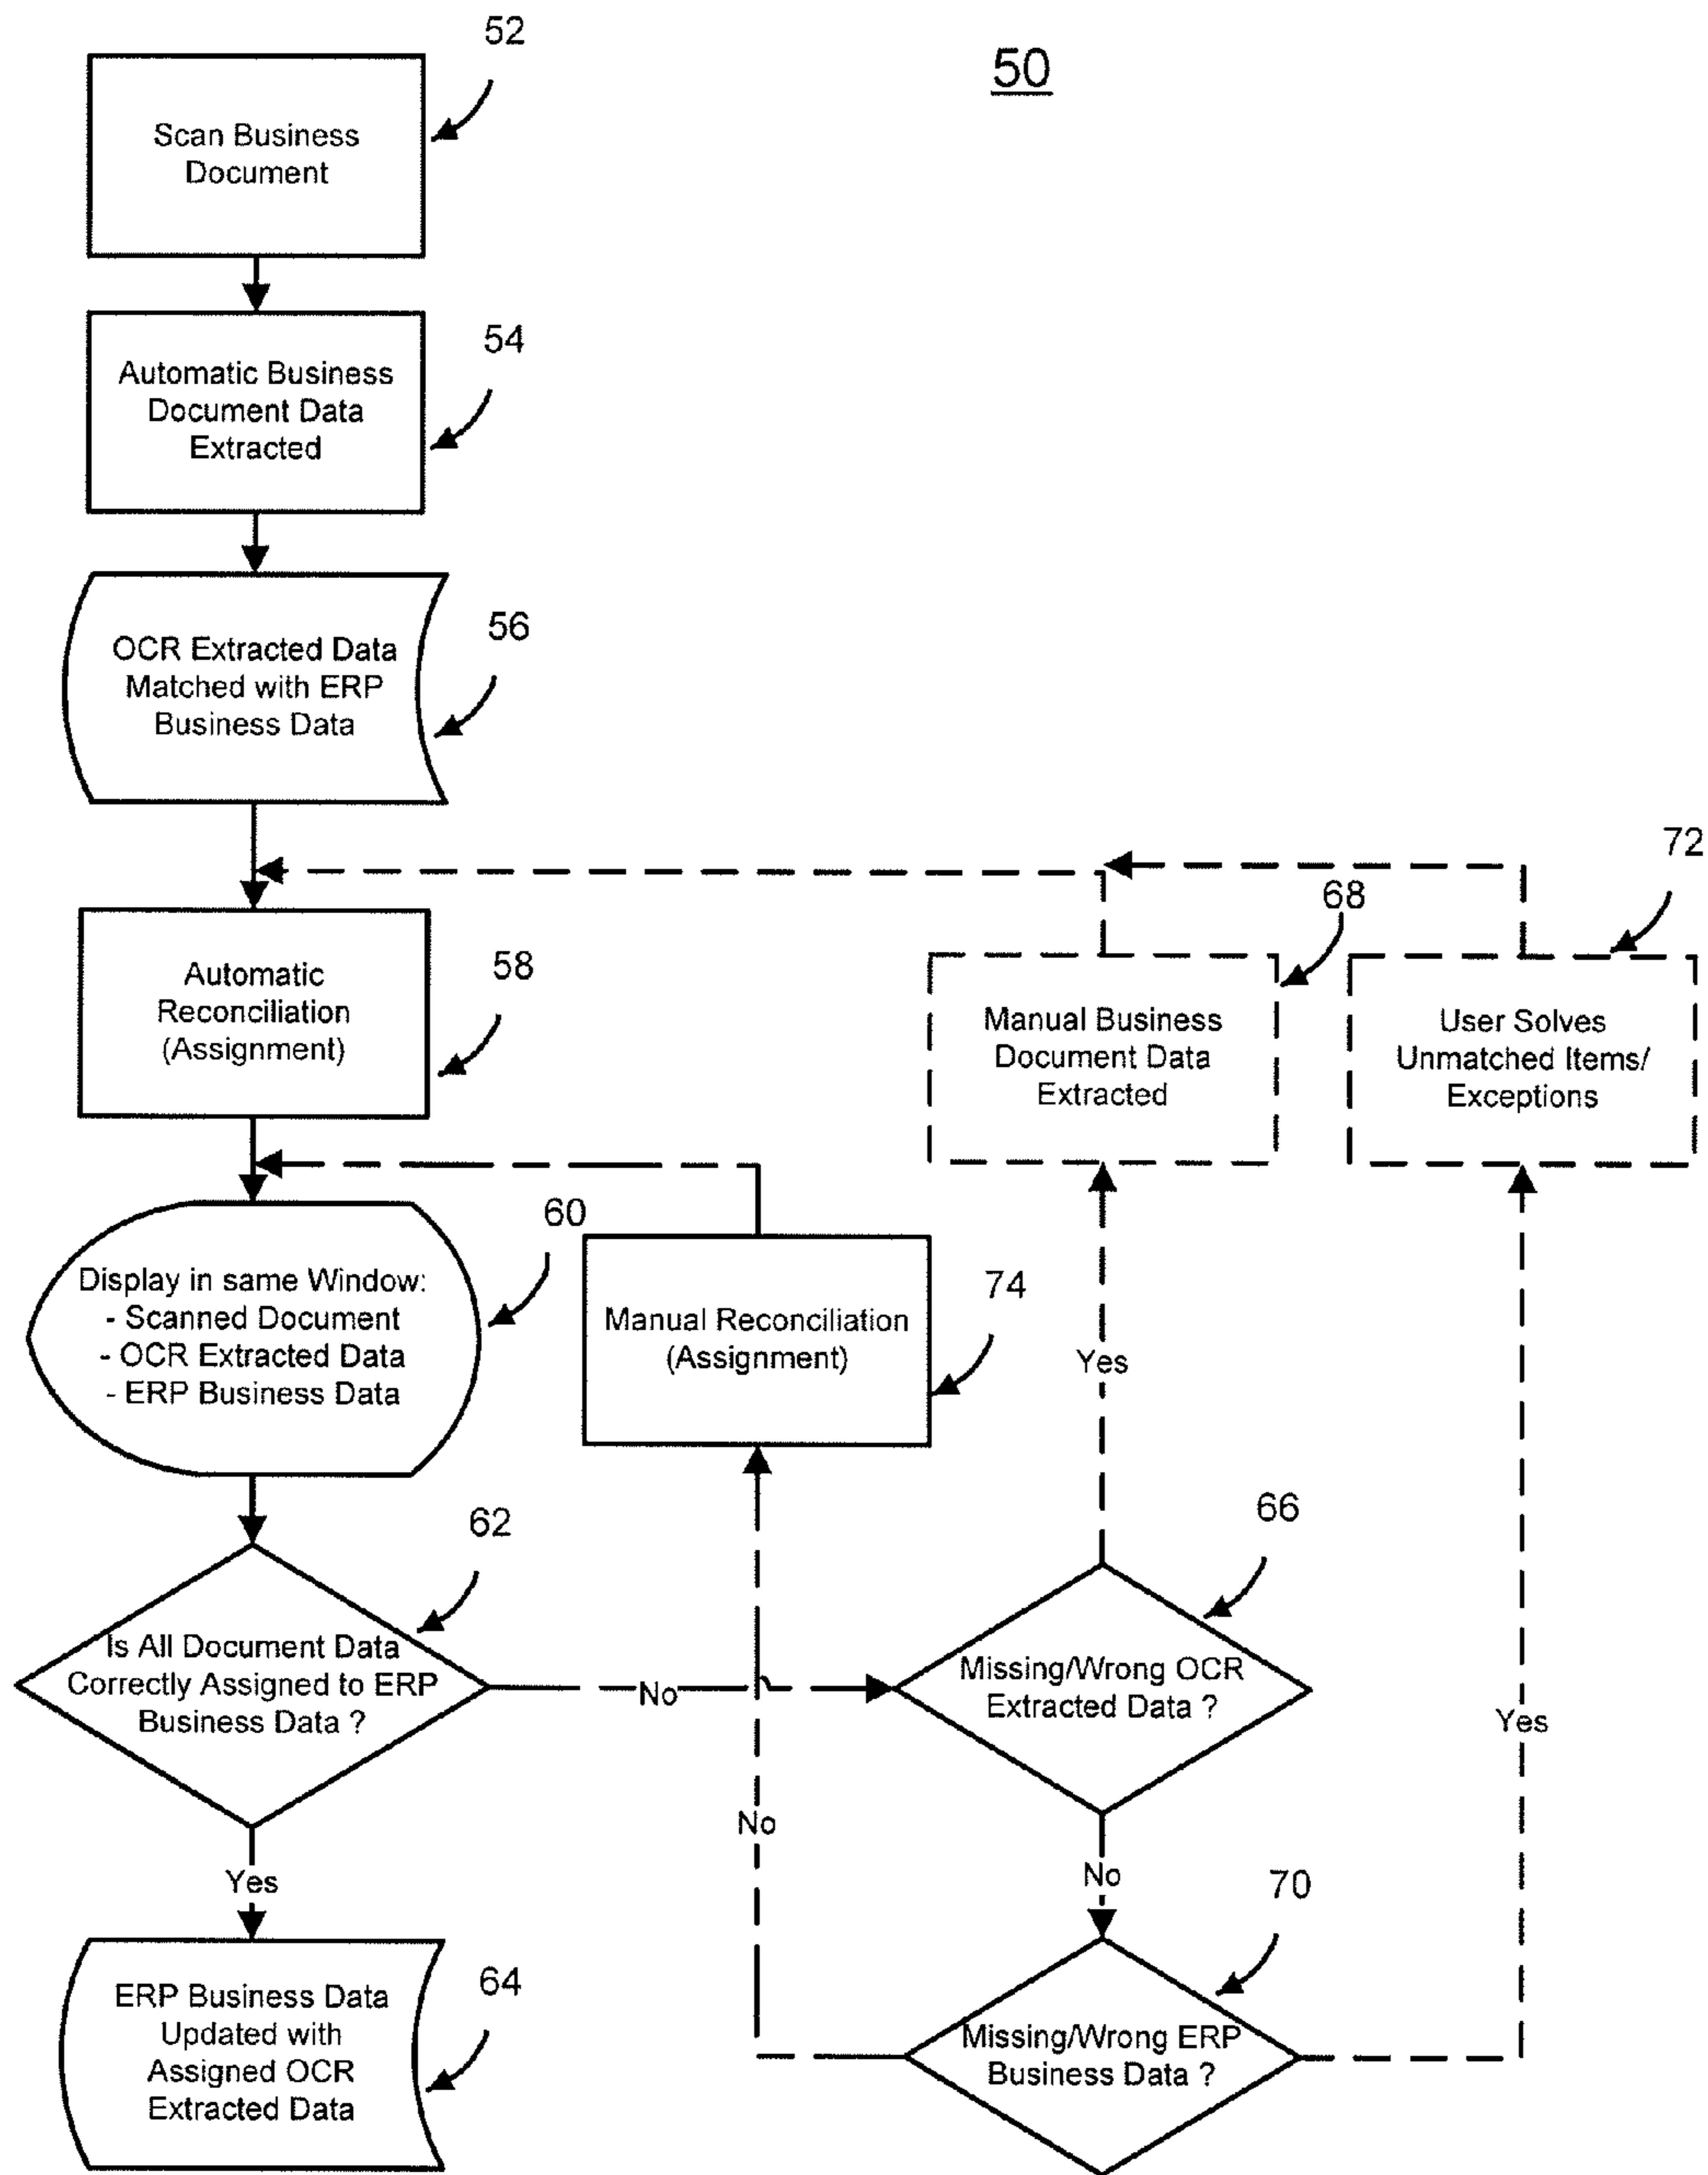 50
52
Scan Business
Document
54
Automatic Business
Document Data
Extracted
56
OCR Extracted Data
Matched with ERP
Business Data
58
Automatic
Reconciliation
(Assignment)
68
Manual Business
Document Data
Extracted
72
User Solves
Unmatched Items/
Exceptions
60
Display in same Window:
- Scanned Document
- OCR Extracted Data
- ERP Business Data
74
Manual Reconciliation
(Assignment)
Yes
Yes
62
Is All Document Data
Correctly Assigned to ERP
Business Data ?
No
66
Missing/Wrong OCR
Extracted Data ?
No
No
Yes
70
Missing/Wrong ERP
Business Data ?
64
ERP Business Data
Updated with
Assigned OCR
Extracted Data